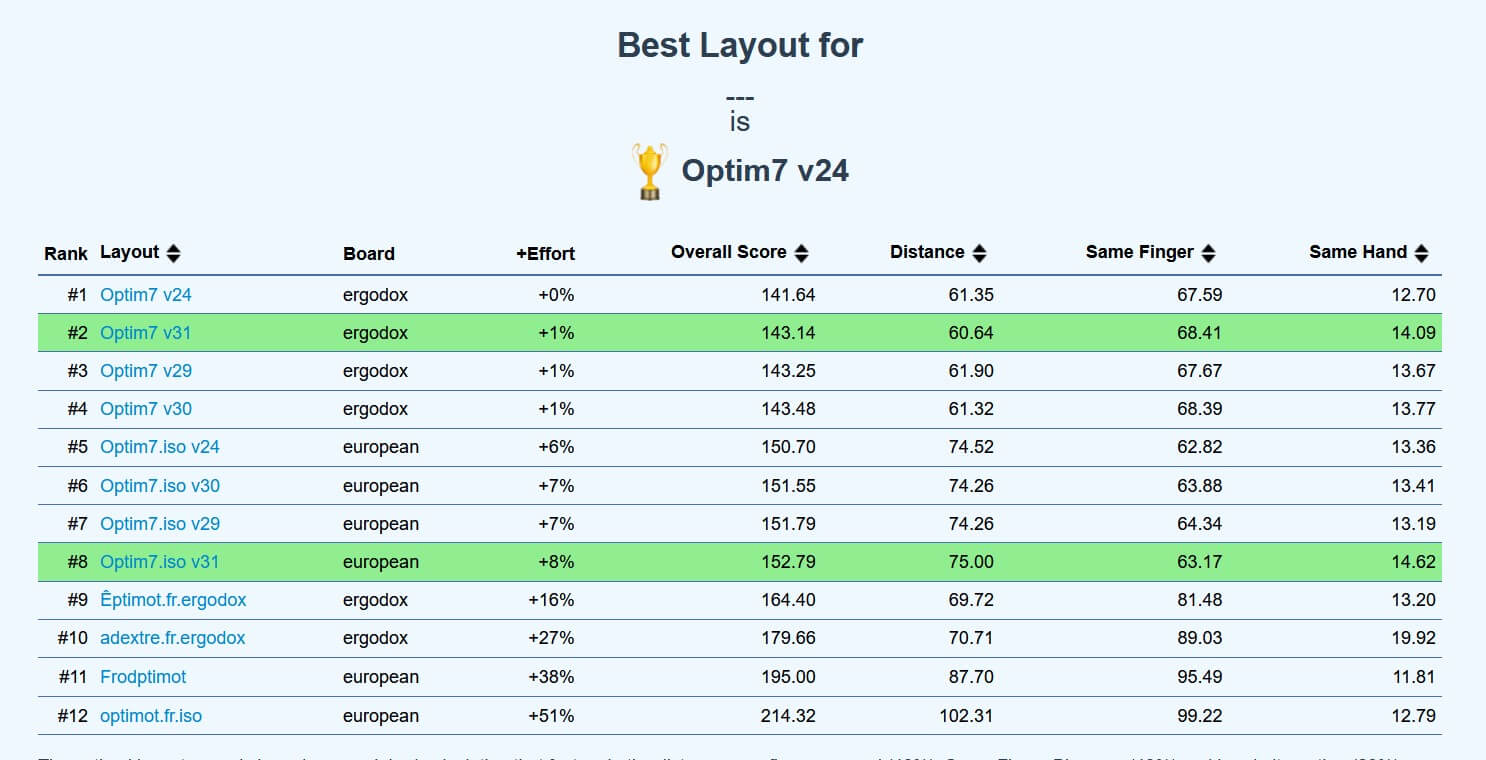 Best Layout for
---
is
Optim7 v24
Rank Layout Board +Effort Overall Score Distance Same Finger Same Hand
#1 Optim7 v24 ergodox +0% 141.64 61.35 67.59 12.70
#2 Optim7 v31 ergodox +1% 143.14 60.64 68.41 14.09
#3 Optim7 v29 ergodox +1% 143.25 61.90 67.67 13.67
#4 Optim7 v30 ergodox +1% 143.48 61.32 68.39 13.77
#5 Optim7.iso v24 european +6% 150.70 74.52 62.82 13.36
#6 Optim7.iso v30 european +7% 151.55 74.26 63.88 13.41
#7 Optim7.iso v29 european +7% 151.79 74.26 64.34 13.19
#8 Optim7.iso v31 european +8% 152.79 75.00 63.17 14.62
#9 Êptimot.fr.ergodox ergodox +16% 164.40 69.72 81.48 13.20
#10 adextre.fr.ergodox ergodox +27% 179.66 70.71 89.03 19.92
#11 Frodptimot european +38% 195.00 87.70 95.49 11.81
#12 optimot.fr.iso european +51% 214.32 102.31 99.22 12.79